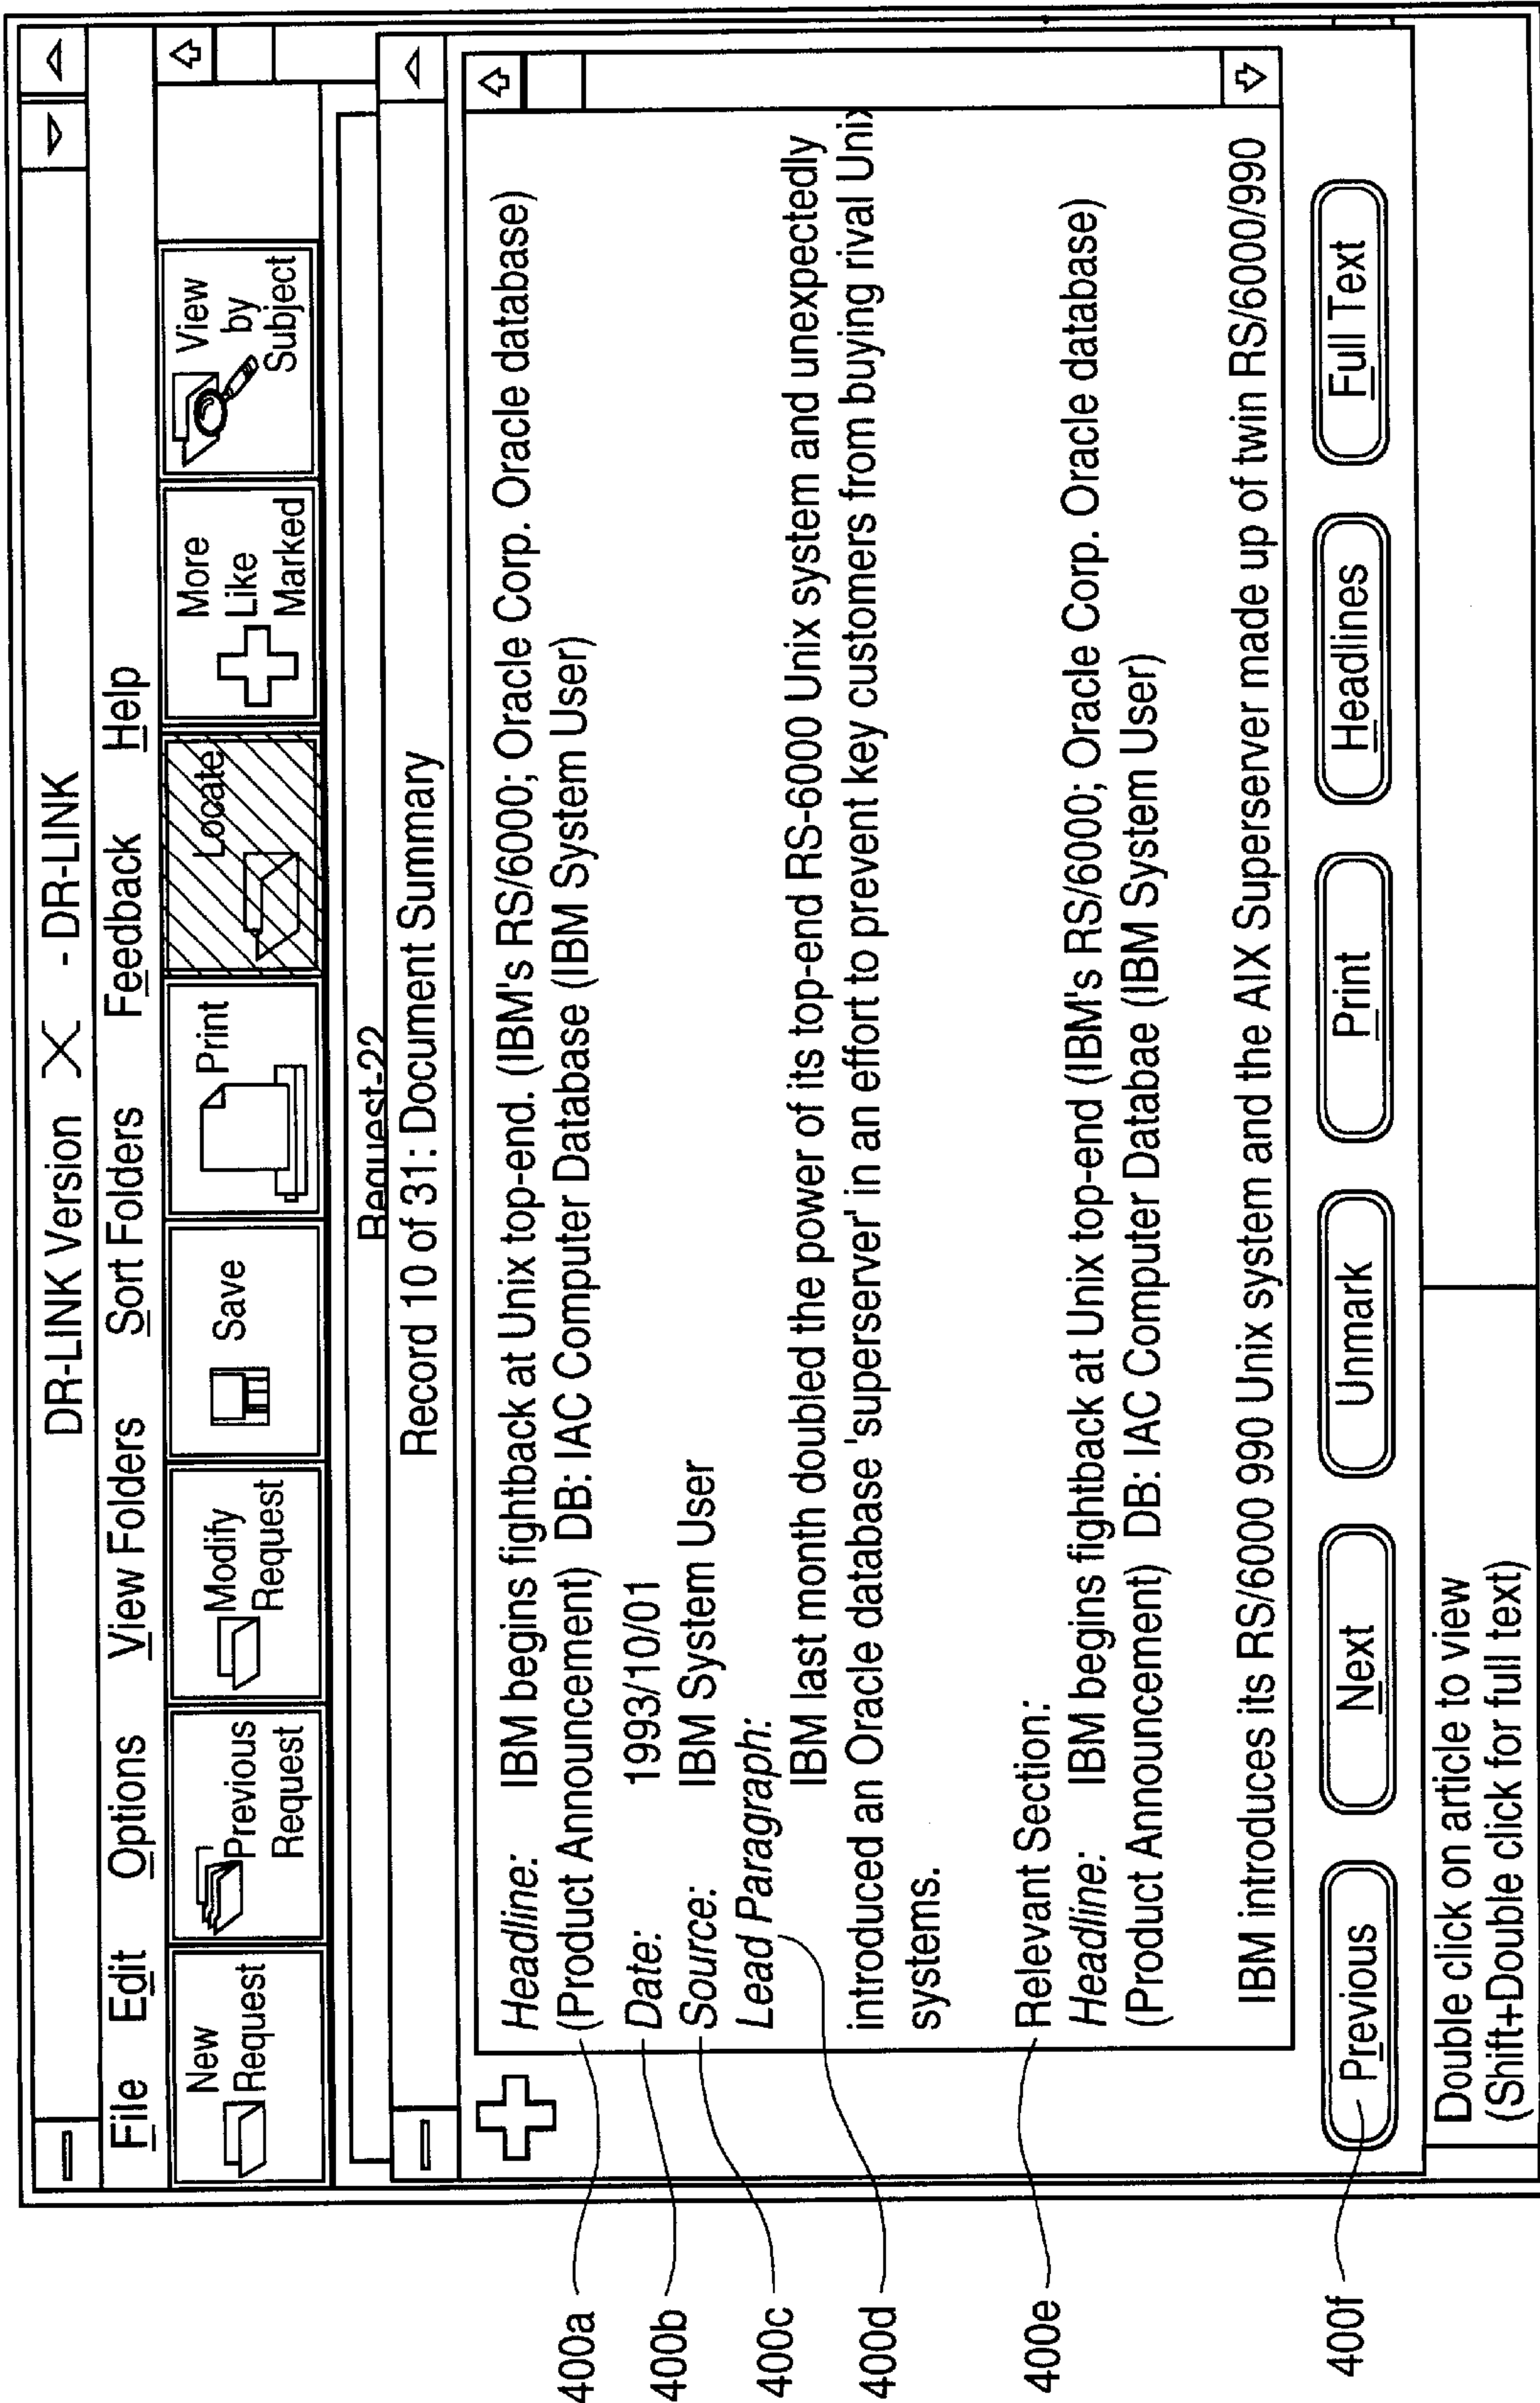 DR-LINK Version X - DR-LINK
File Edit Options View Folders Sort Folders Feedback Help
New Request
Previous Request
Modify Request
Save
Print
Locate
More Like Marked
View by Subject
Request-22
Record 10 of 31: Document Summary
Headline: IBM begins fightback at Unix top-end. (IBM's RS/6000; Oracle Corp. Oracle database)
(Product Announcement) DB: IAC Computer Database (IBM System User)
Date: 1993/10/01
Source: IBM System User
Lead Paragraph:
IBM last month doubled the power of its top-end RS-6000 Unix system and unexpectedly
introduced an Oracle database 'superserver' in an effort to prevent key customers from buying rival Unix
systems.
Relevant Section:
Headline: IBM begins fightback at Unix top-end (IBM's RS/6000; Oracle Corp. Oracle database)
(Product Announcement) DB: IAC Computer Databae (IBM System User)
IBM introduces its RS/6000 990 Unix system and the AIX Superserver made up of twin RS/6000/990
Previous Next Unmark Print Headlines Full Text
Double click on article to view
(Shift+Double click for full text)
400a
400b
400c
400d
400e
400f